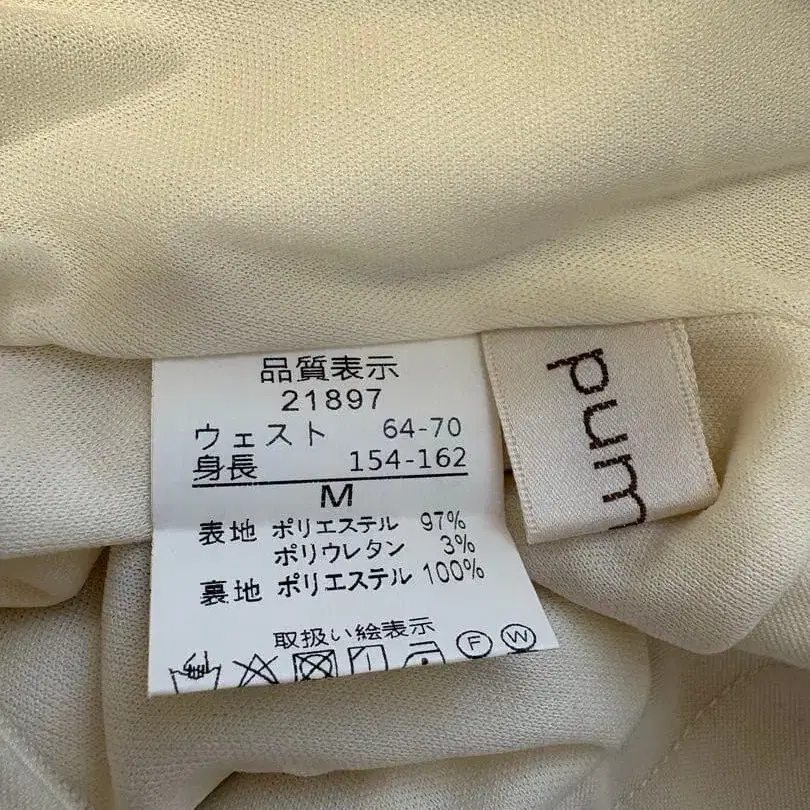 品質表示
21897
ウェスト 64-70
身長 154-162
M
表地 ポリエステル 97%
ポリウレタン 3%
裏地 ポリエステル 100%
取扱い絵表示
F W
pum